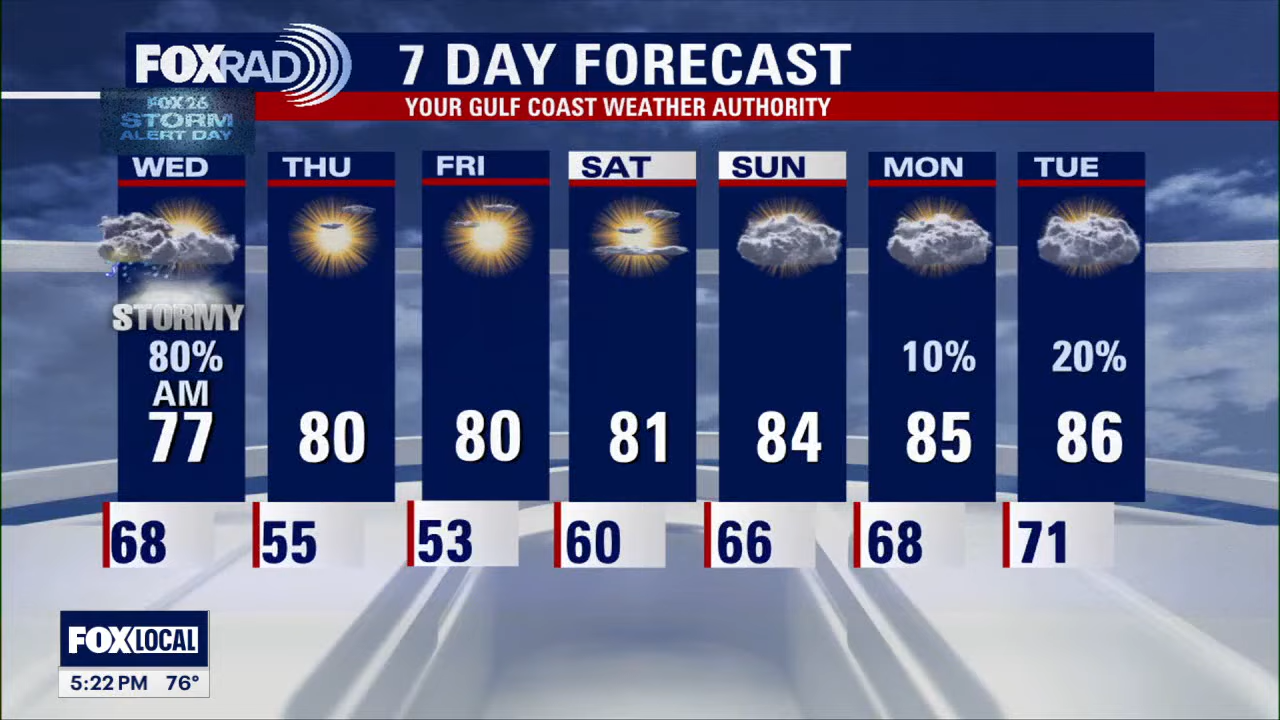 FOXRAD
7 DAY FORECAST
YOUR GULF COAST WEATHER AUTHORITY
FOX 26
STORM
ALERT DAY
WED THU FRI SAT SUN MON TUE
STORMY
80% 10% 20%
AM
77 80 80 81 84 85 86
68 55 53 60 66 68 71
FOX LOCAL
5:22 PM 76°